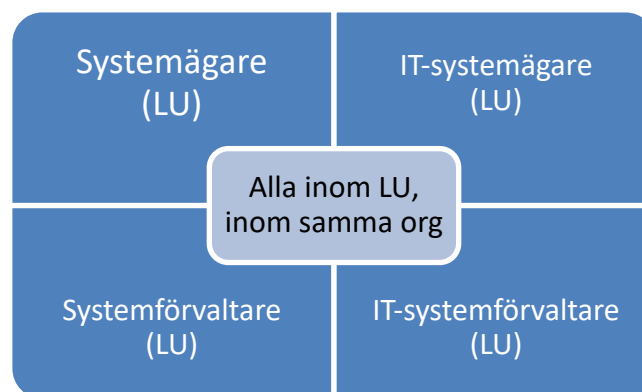 Systemägare
(LU)
IT-systemägare
(LU)
Alla inom LU,
inom samma org
Systemförvaltare
(LU)
IT-systemförvaltare
(LU)